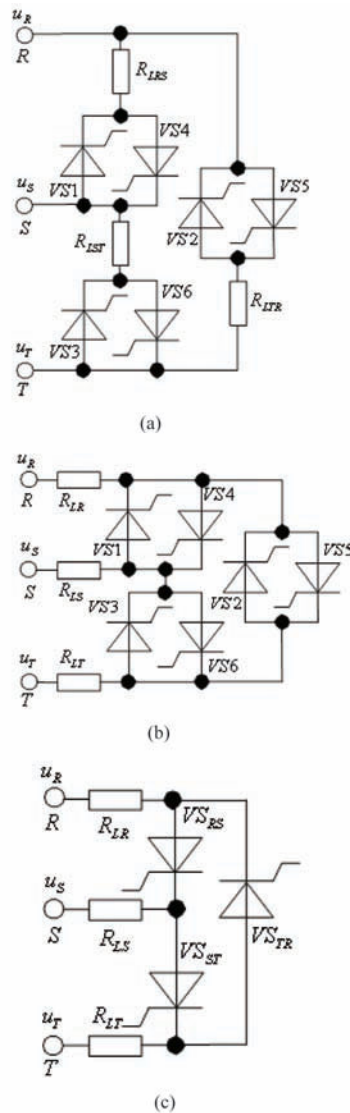 u_R
R
R_LRS
VS4
VS1
u_S
S
VS5
VS2
R_LST
R_LTR
VS6
VS3
u_T
T
(a)
u_R
R
R_LR
VS4
u_S
S
R_LS
VS1
VS5
VS2
VS3
u_T
T
R_LT
VS6
(b)
u_R
R
R_LR
VS_RS
u_S
S
R_LS
VS_ST
VS_TR
u_T
T
R_LT
(c)